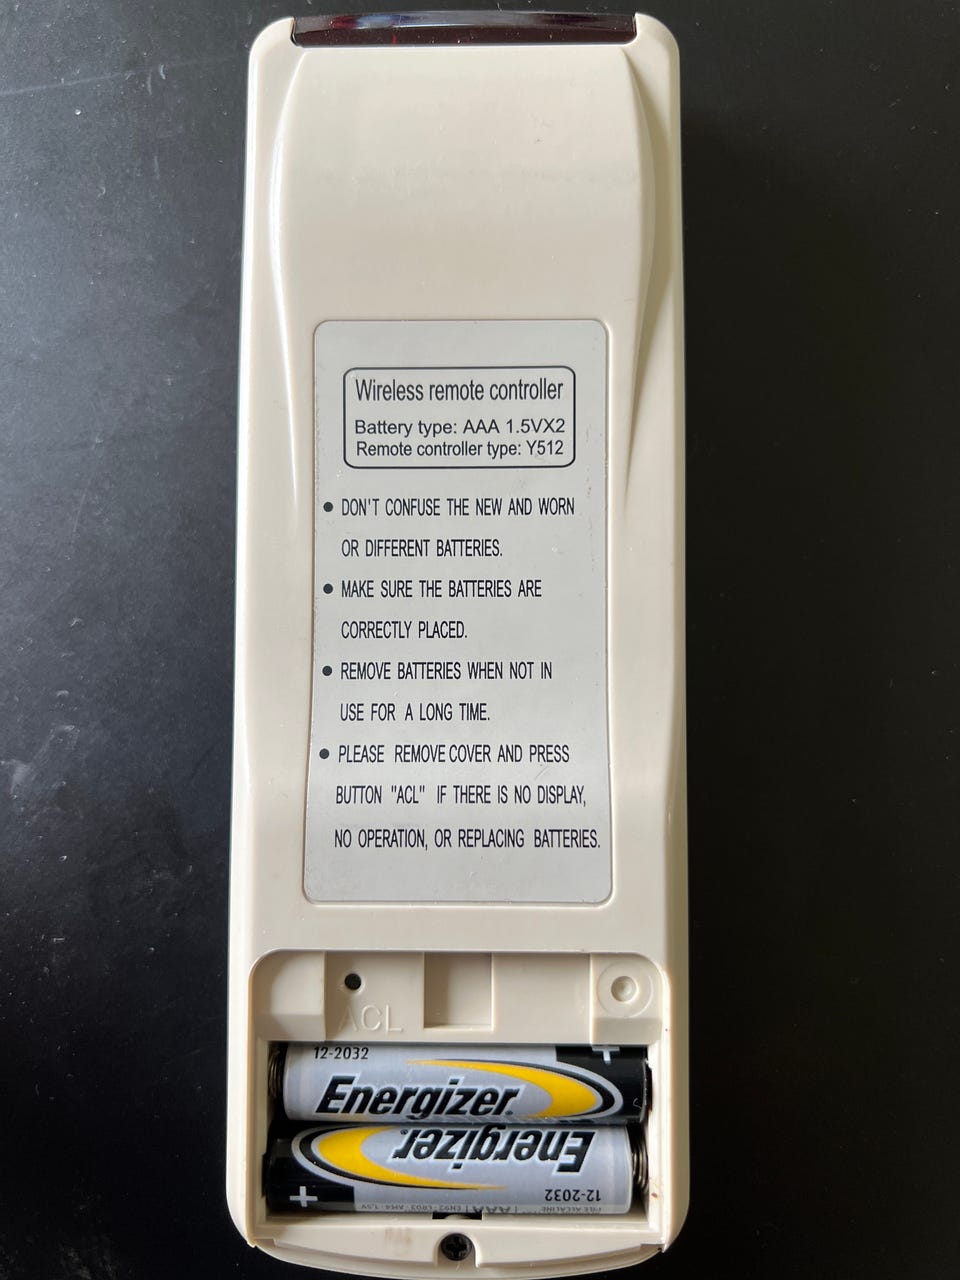 Wireless remote controller
Battery type: AAA 1.5VX2
Remote controller type: Y512
● DON'T CONFUSE THE NEW AND WORN
OR DIFFERENT BATTERIES.
● MAKE SURE THE BATTERIES ARE
CORRECTLY PLACED.
● REMOVE BATTERIES WHEN NOT IN
USE FOR A LONG TIME.
● PLEASE REMOVE COVER AND PRESS
BUTTON "ACL" IF THERE IS NO DISPLAY,
NO OPERATION, OR REPLACING BATTERIES.
ACL
12-2032
+
Energizer
Energizer
+
12-2032